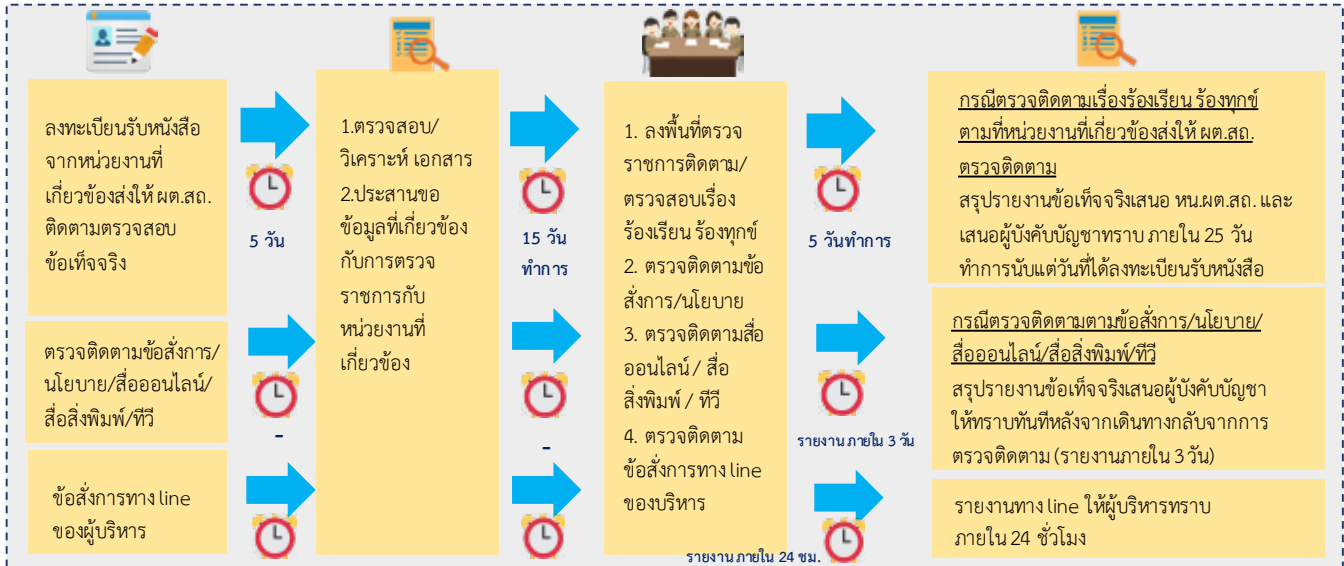 ลงทะเบียนรับหนังสือ
จากหน่วยงานที่
เกี่ยวข้องส่งให้ ผต.สถ.
ติดตามตรวจสอบ
ข้อเท็จจริง
5 วัน
1.ตรวจสอบ/
วิเคราะห์ เอกสาร
2.ประสานขอ
ข้อมูลที่เกี่ยวข้อง
กับการตรวจ
ราชการกับ
หน่วยงานที่
เกี่ยวข้อง
15 วัน
ทำการ
1. ลงพื้นที่ตรวจ
ราชการติดตาม/
ตรวจสอบเรื่อง
ร้องเรียน ร้องทุกข์
2. ตรวจติดตามข้อ
สั่งการ/นโยบาย
3. ตรวจติดตามสื่อ
ออนไลน์ / สื่อ
สิ่งพิมพ์ / ทีวี
4. ตรวจติดตาม
ข้อสั่งการทาง line
ของบริหาร
5 วันทำการ
กรณีตรวจติดตามเรื่องร้องเรียน ร้องทุกข์
ตามที่หน่วยงานที่เกี่ยวข้องส่งให้ ผต.สถ.
ตรวจติดตาม
สรุปรายงานข้อเท็จจริงเสนอ หน.ผต.สถ. และ
เสนอผู้บังคับบัญชาทราบ ภายใน 25 วัน
ทำการนับแต่วันที่ได้ลงทะเบียนรับหนังสือ
ตรวจติดตามข้อสั่งการ/
นโยบาย/สื่อออนไลน์/
สื่อสิ่งพิมพ์/ทีวี
-
-
รายงาน ภายใน 3 วัน
กรณีตรวจติดตามตามข้อสั่งการ/นโยบาย/
สื่อออนไลน์/สื่อสิ่งพิมพ์/ทีวี
สรุปรายงานข้อเท็จจริงเสนอผู้บังคับบัญชา
ให้ทราบทันทีหลังจากเดินทางกลับจากการ
ตรวจติดตาม (รายงานภายใน 3 วัน)
ข้อสั่งการทาง line
ของผู้บริหาร
รายงาน ภายใน 24 ชม.
รายงานทาง line ให้ผู้บริหารทราบ
ภายใน 24 ชั่วโมง